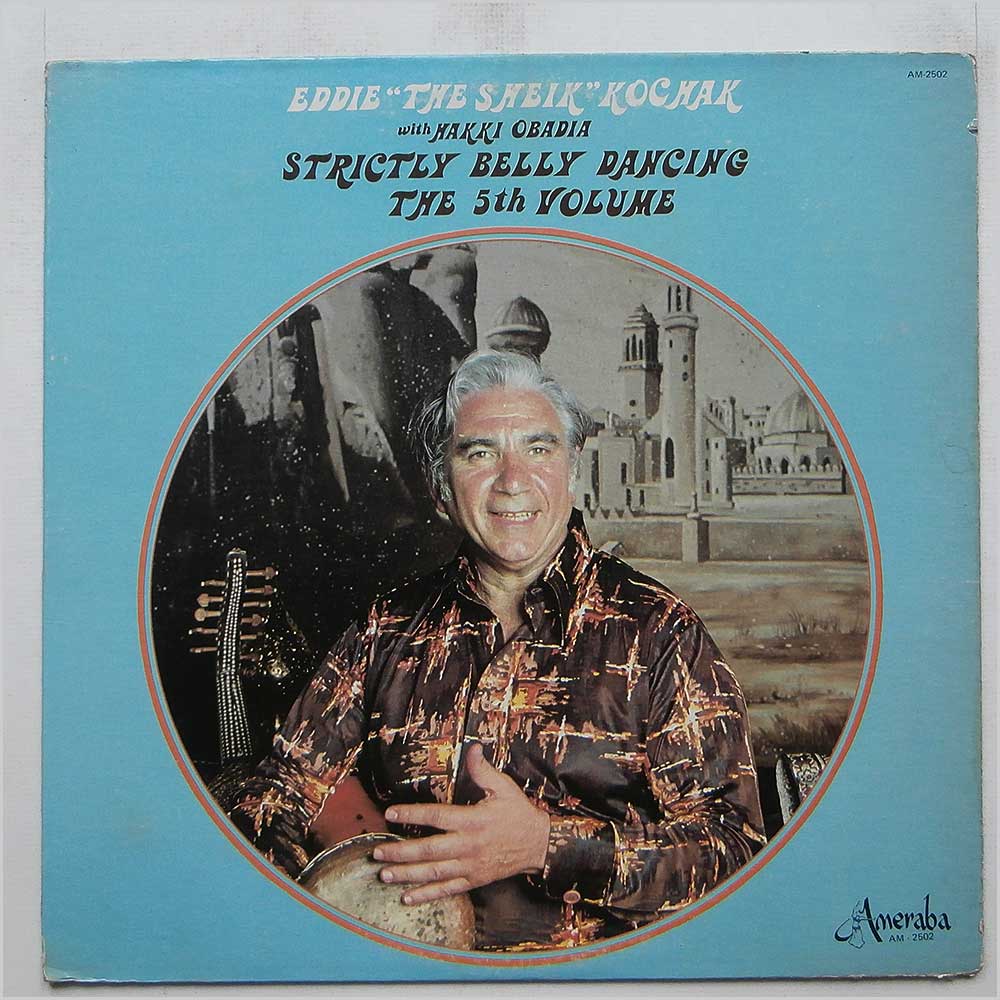 AM-2502
EDDIE "THE SHEIK" KOCHAK
with HAKKI OBADIA
STRICTLY BELLY DANCING
THE 5th VOLUME
Ameraba
AM - 2502